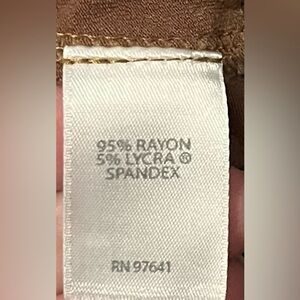 95% RAYON
5% LYCRA ®
SPANDEX
RN 97641